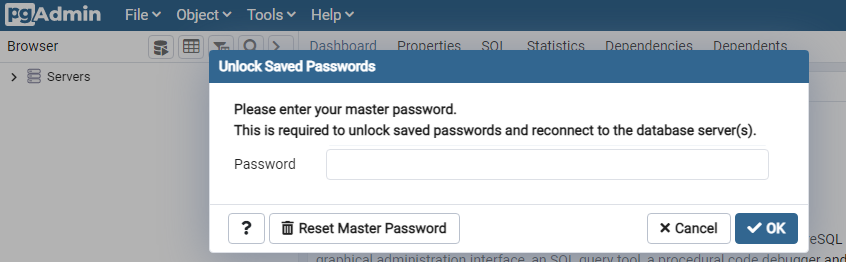 pgAdmin File Object Tools Help
Browser Dashboard Properties SQL Statistics Dependencies Dependents
Servers
Unlock Saved Passwords
Please enter your master password.
This is required to unlock saved passwords and reconnect to the database server(s).
Password
? Reset Master Password Cancel OK
graphical administration interface, an SQL query tool, a procedural code debugger and